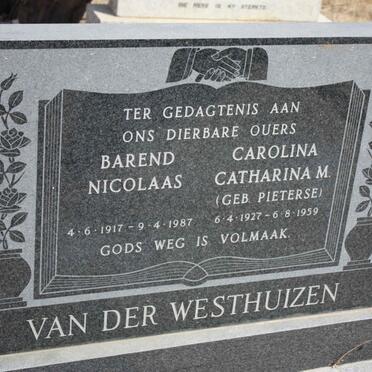 TER GEDAGTENIS AAN
ONS DIERBARE OUERS
BAREND
NICOLAAS
4-6-1917 - 9-4-1987
CAROLINA
CATHARINA M.
(GEB. PIETERSE)
6-4-1927 - 6-8-1959
GODS WEG IS VOLMAAK.
VAN DER WESTHUIZEN